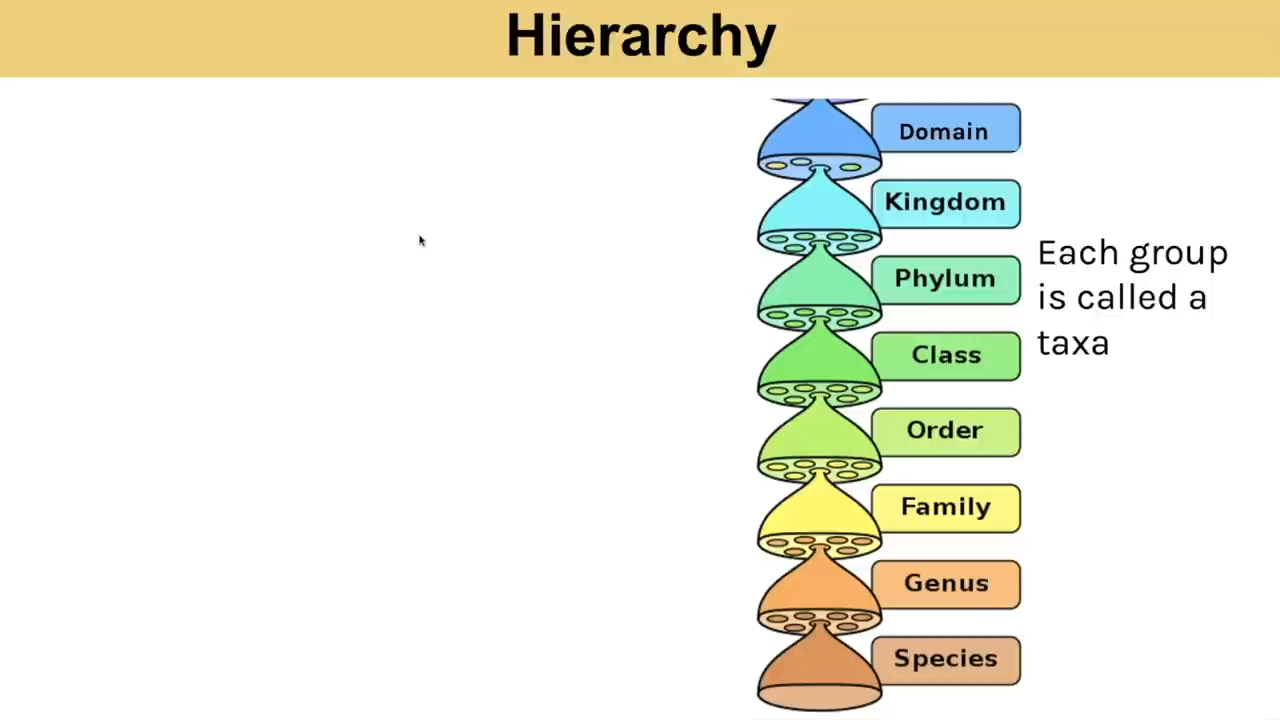 Hierarchy
Domain
Kingdom
Phylum
Class
Order
Family
Genus
Species
Each group
is called a
taxa